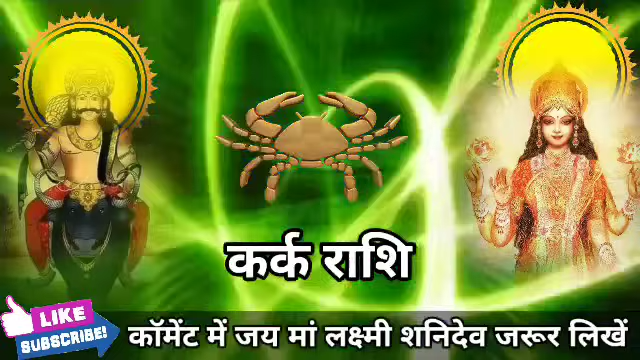 कर्क राशि
LIKE
SUBSCRIBE!
कॉमेंट में जय मां लक्ष्मी शनिदेव जरूर लिखें